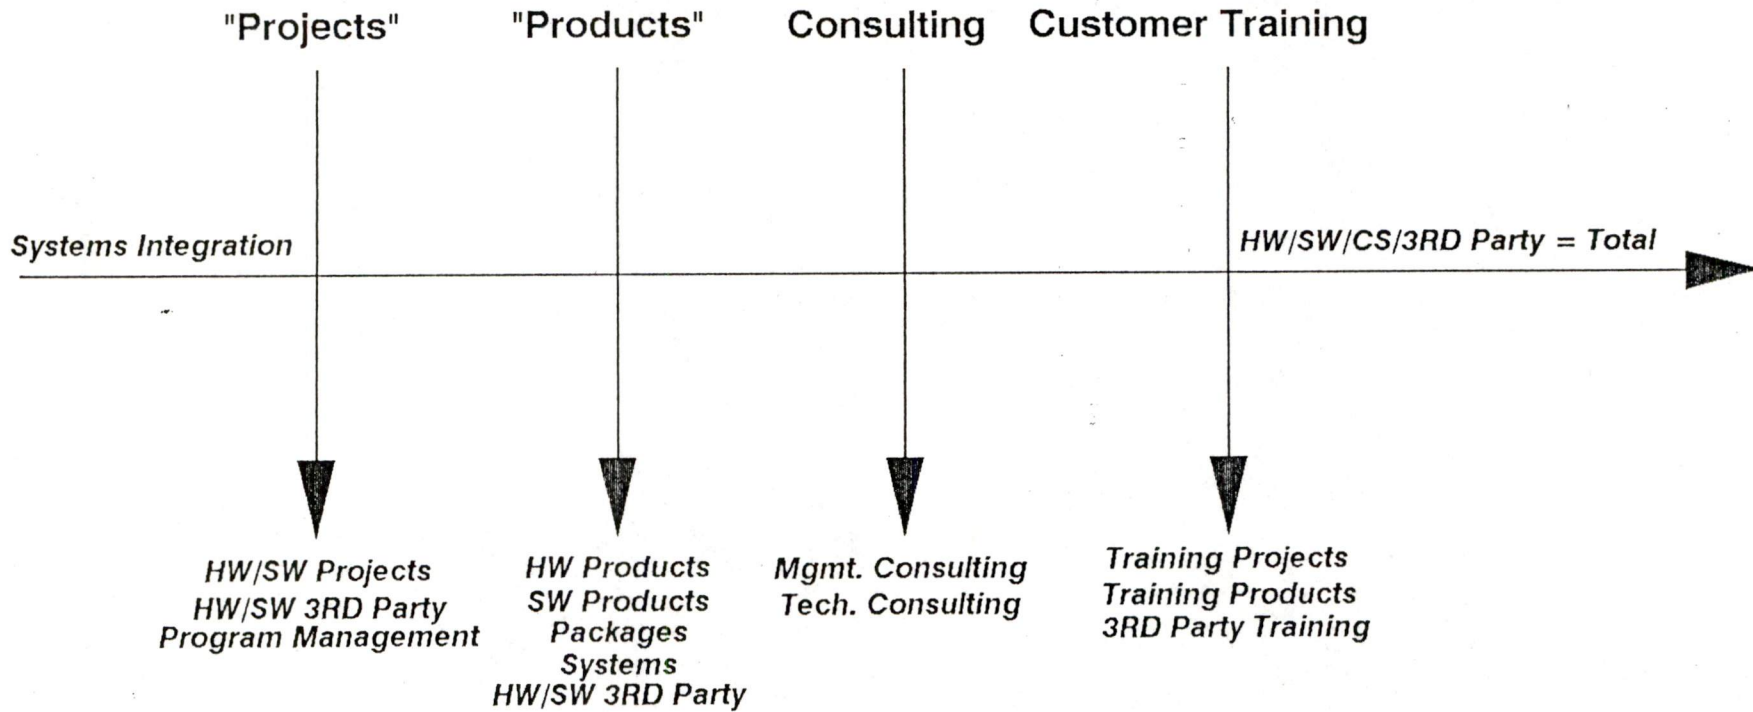 "Projects" "Products" Consulting Customer Training
Systems Integration
HW/SW/CS/3RD Party = Total
HW/SW Projects
HW/SW 3RD Party
Program Management
HW Products
SW Products
Packages
Systems
HW/SW 3RD Party
Mgmt. Consulting
Tech. Consulting
Training Projects
Training Products
3RD Party Training